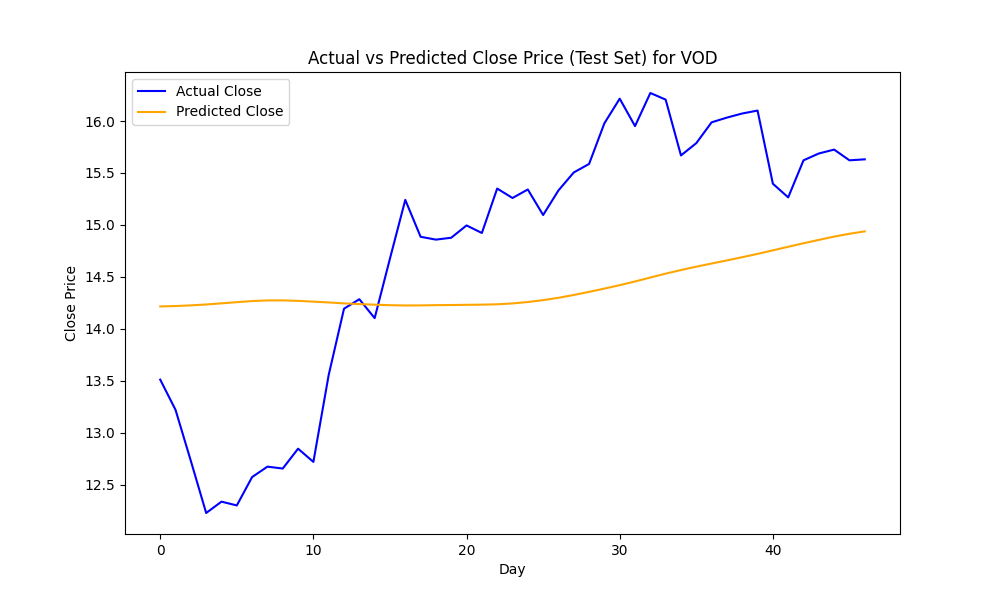 Actual vs Predicted Close Price (Test Set) for VOD
Actual Close
Predicted Close
Close Price
16.0
15.5
15.0
14.5
14.0
13.5
13.0
12.5
0 10 20 30 40
Day